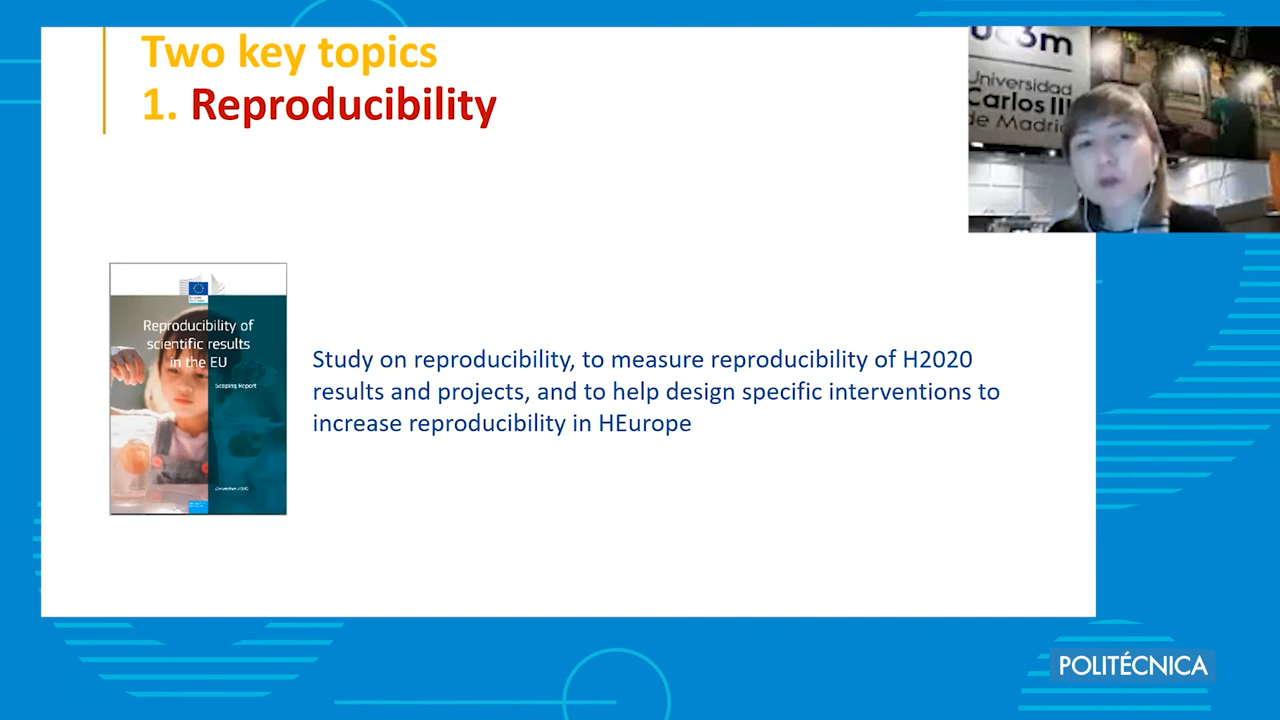 Two key topics
1. Reproducibility
uc3m
Universidad
Carlos III
de Madrid
Reproducibility of
scientific results
in the EU
Scoping Report
Study on reproducibility, to measure reproducibility of H2020
results and projects, and to help design specific interventions to
increase reproducibility in HEurope
POLITÉCNICA